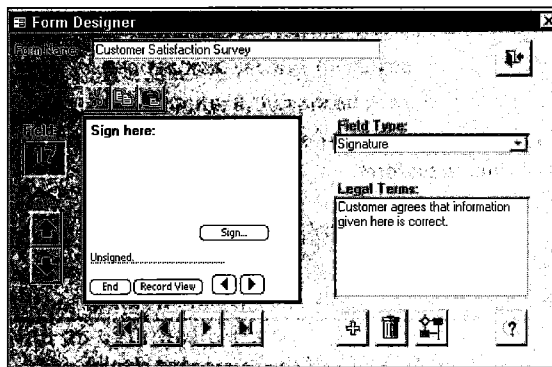 Form Designer
Form Name: Customer Satisfaction Survey
Field:
17
Sign here:
Sign...
Unsigned.
End Record View
Field Type:
Signature
Legal Terms:
Customer agrees that information
given here is correct.
?